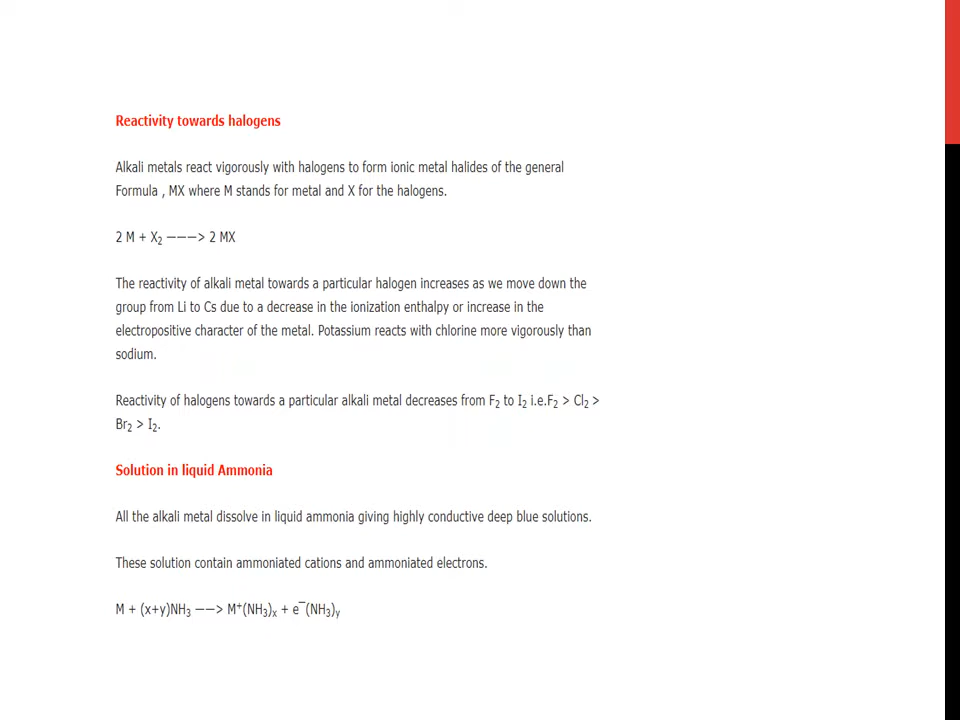 Reactivity towards halogens
Alkali metals react vigorously with halogens to form ionic metal halides of the general
Formula , MX where M stands for metal and X for the halogens.
2 M + X₂ ———> 2 MX
The reactivity of alkali metal towards a particular halogen increases as we move down the
group from Li to Cs due to a decrease in the ionization enthalpy or increase in the
electropositive character of the metal. Potassium reacts with chlorine more vigorously than
sodium.
Reactivity of halogens towards a particular alkali metal decreases from F₂ to I₂ i.e.F₂ > Cl₂ >
Br₂ > I₂.
Solution in liquid Ammonia
All the alkali metal dissolve in liquid ammonia giving highly conductive deep blue solutions.
These solution contain ammoniated cations and ammoniated electrons.
M + (x+y)NH₃ ——> M⁺(NH₃)ₓ + e⁻(NH₃)ᵧ